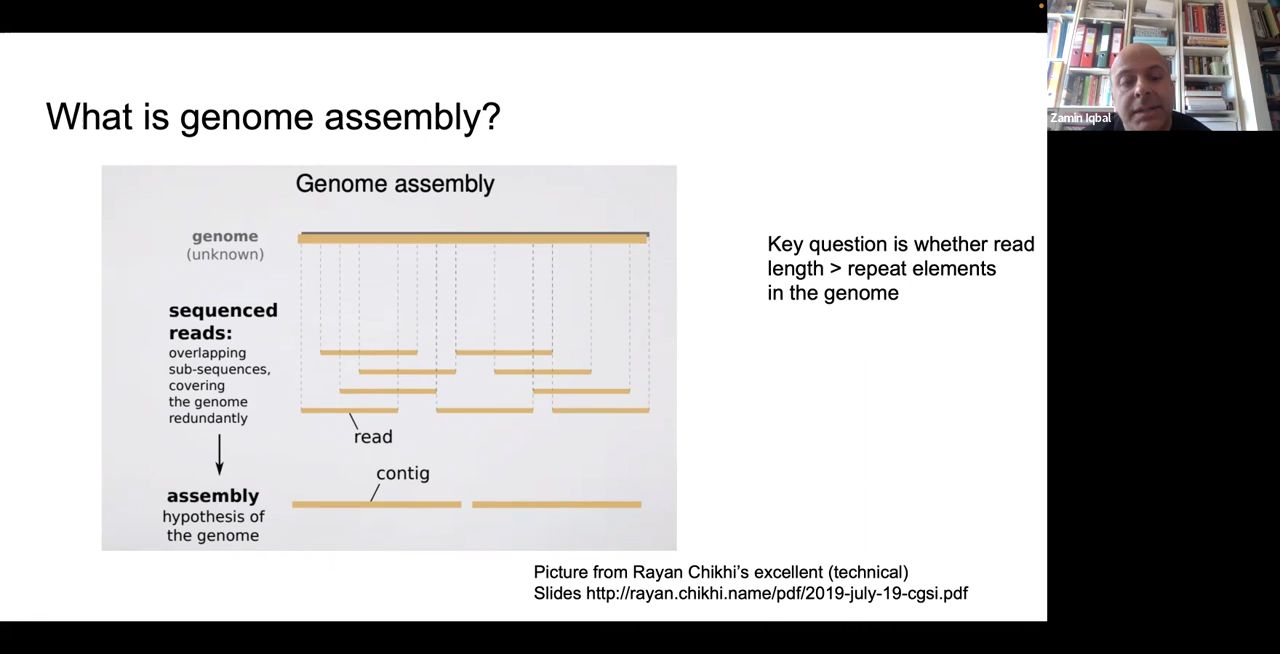 What is genome assembly?
Genome assembly
genome
(unknown)
sequenced
reads:
overlapping
sub-sequences,
covering
the genome
redundantly
read
contig
assembly
hypothesis of
the genome
Key question is whether read
length > repeat elements
in the genome
Picture from Rayan Chikhi’s excellent (technical)
Slides http://rayan.chikhi.name/pdf/2019-july-19-cgsi.pdf
Zamin Iqbal